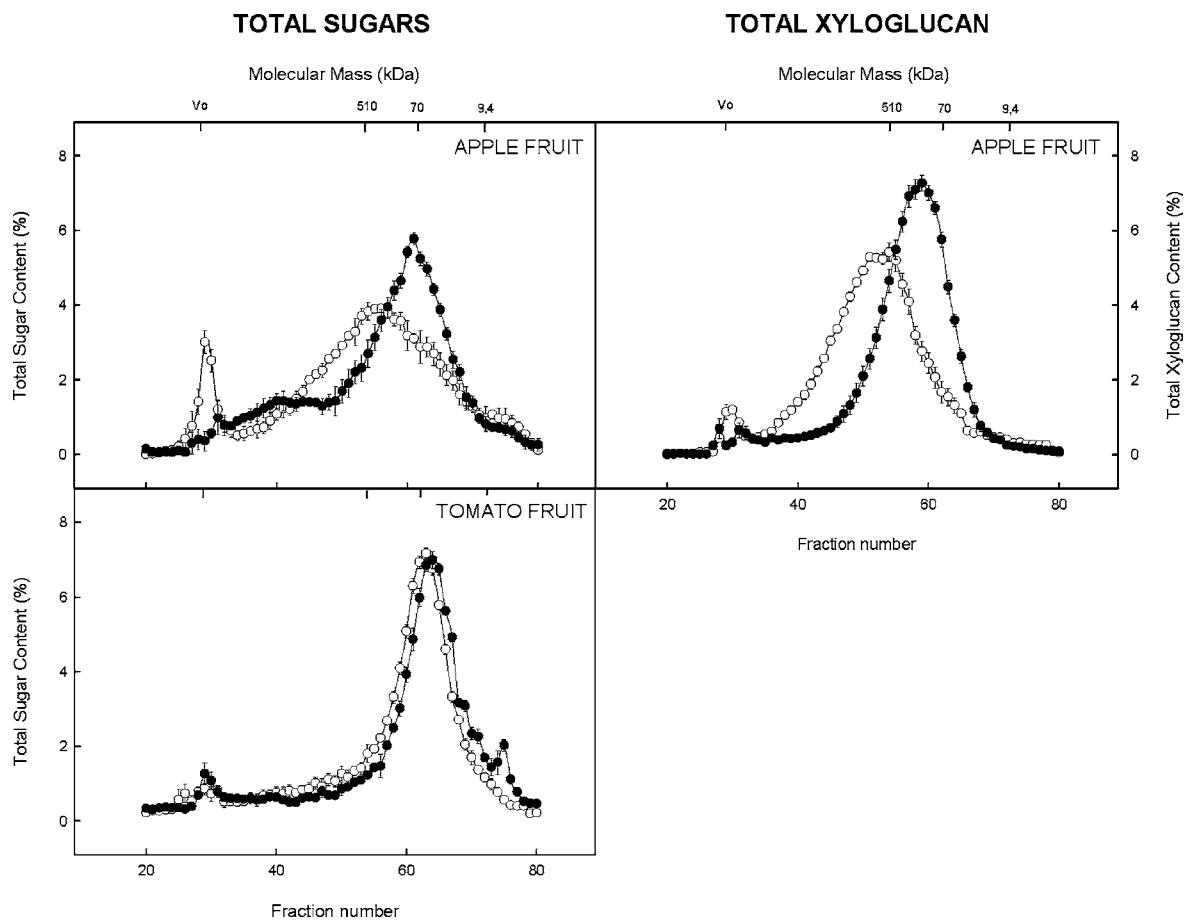 TOTAL SUGARS
TOTAL XYLOGLUCAN
Molecular Mass (kDa)
Molecular Mass (kDa)
Vo 510 70 9,4
Vo 510 70 9,4
APPLE FRUIT
APPLE FRUIT
8
6
4
2
0
Total Sugar Content (%)
8
6
4
2
0
Total Xyloglucan Content (%)
20 40 60 80
Fraction number
TOMATO FRUIT
8
6
4
2
0
Total Sugar Content (%)
20 40 60 80
Fraction number